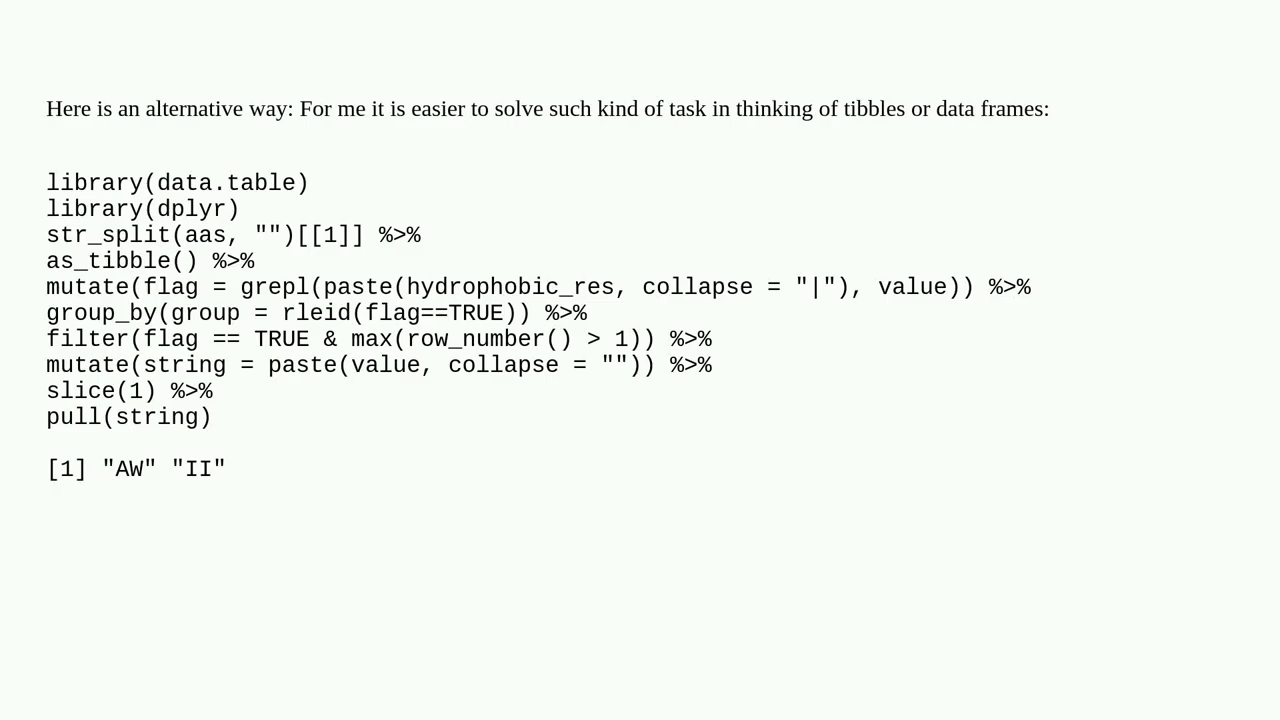 Here is an alternative way: For me it is easier to solve such kind of task in thinking of tibbles or data frames:
library(data.table)
library(dplyr)
str_split(aas, "")[[1]] %>%
as_tibble() %>%
mutate(flag = grepl(paste(hydrophobic_res, collapse = "|"), value)) %>%
group_by(group = rleid(flag==TRUE)) %>%
filter(flag == TRUE & max(row_number() > 1)) %>%
mutate(string = paste(value, collapse = "")) %>%
slice(1) %>%
pull(string)
[1] "AW" "II"